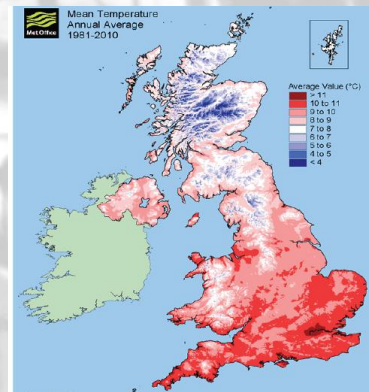 Met Office
Mean Temperature
Annual Average
1981-2010
Average Value (°C)
> 11
10 to 11
9 to 10
8 to 9
7 to 8
6 to 7
5 to 6
4 to 5
< 4